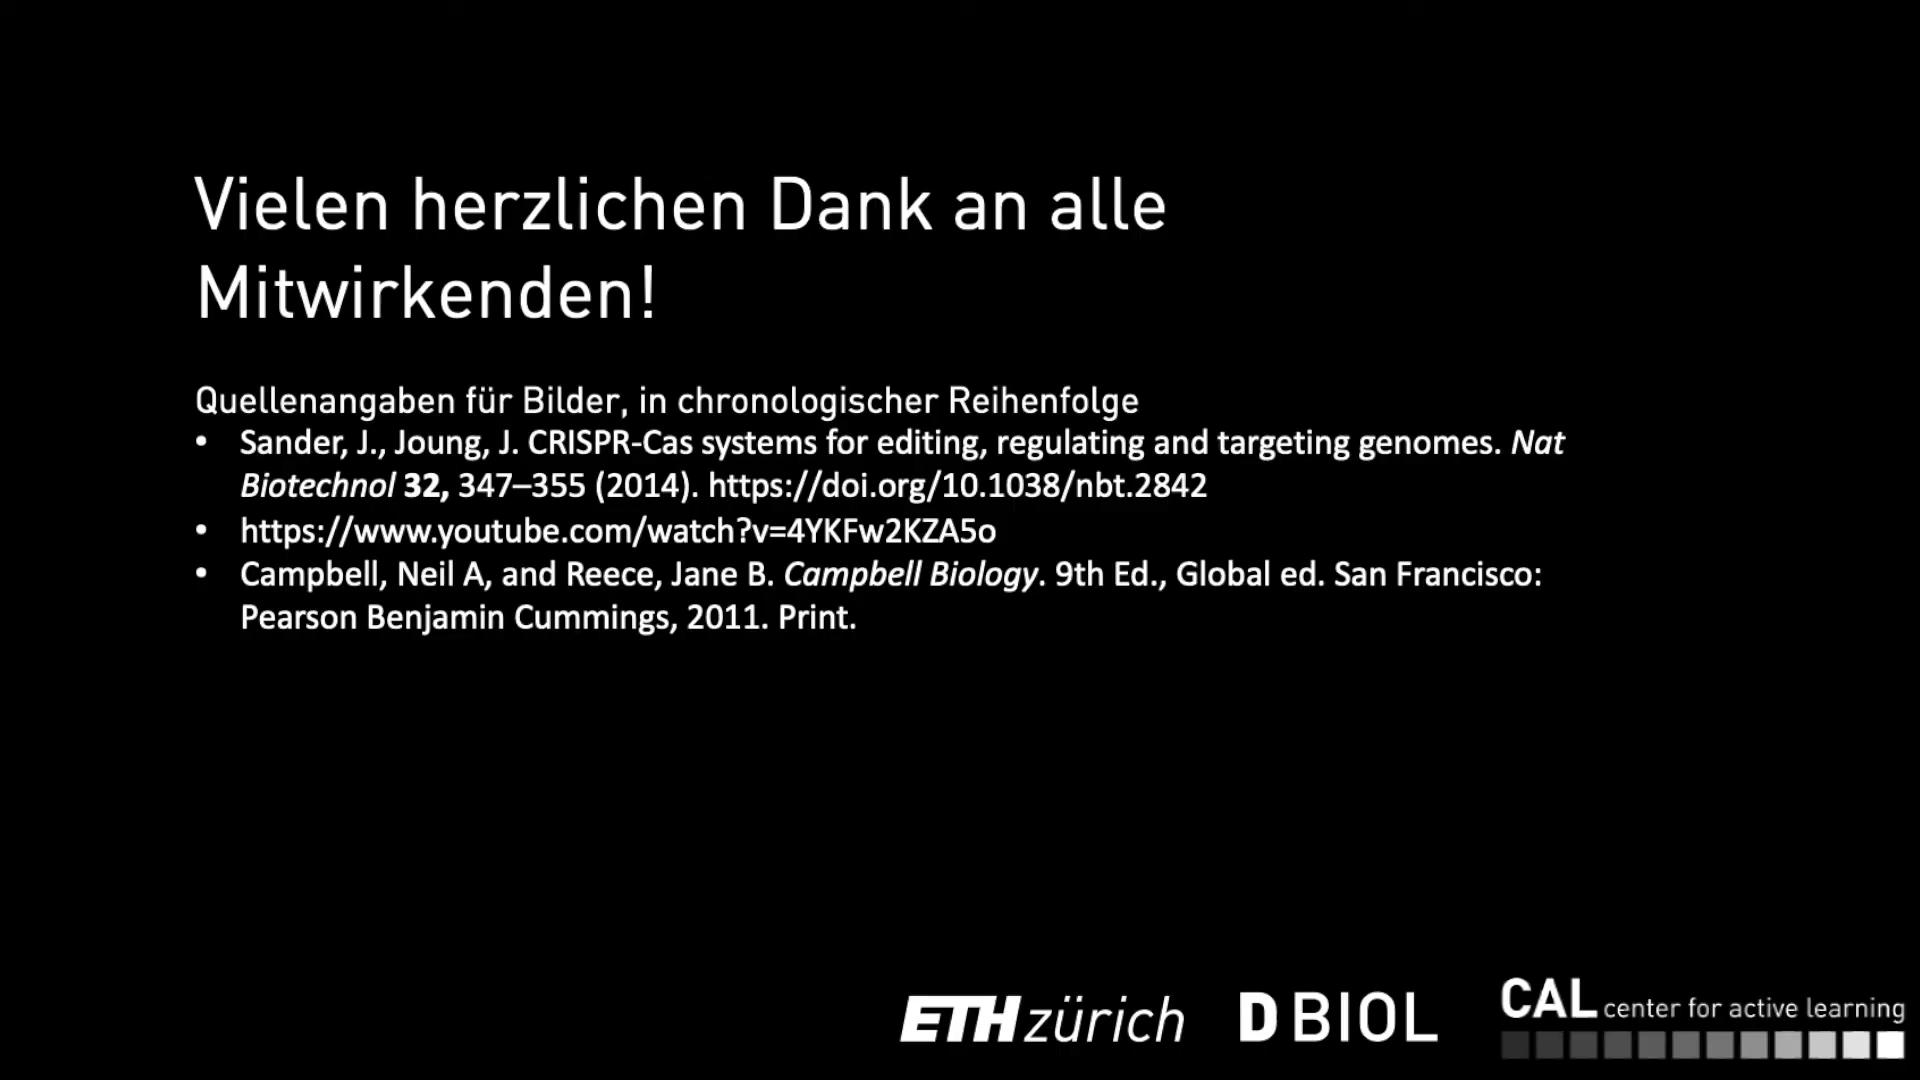 Vielen herzlichen Dank an alle
Mitwirkenden!
Quellenangaben für Bilder, in chronologischer Reihenfolge
• Sander, J., Joung, J. CRISPR-Cas systems for editing, regulating and targeting genomes. Nat
Biotechnol 32, 347–355 (2014). https://doi.org/10.1038/nbt.2842
• https://www.youtube.com/watch?v=4YKFw2KZA5o
• Campbell, Neil A, and Reece, Jane B. Campbell Biology. 9th Ed., Global ed. San Francisco:
Pearson Benjamin Cummings, 2011. Print.
ETH zürich D BIOL CAL center for active learning